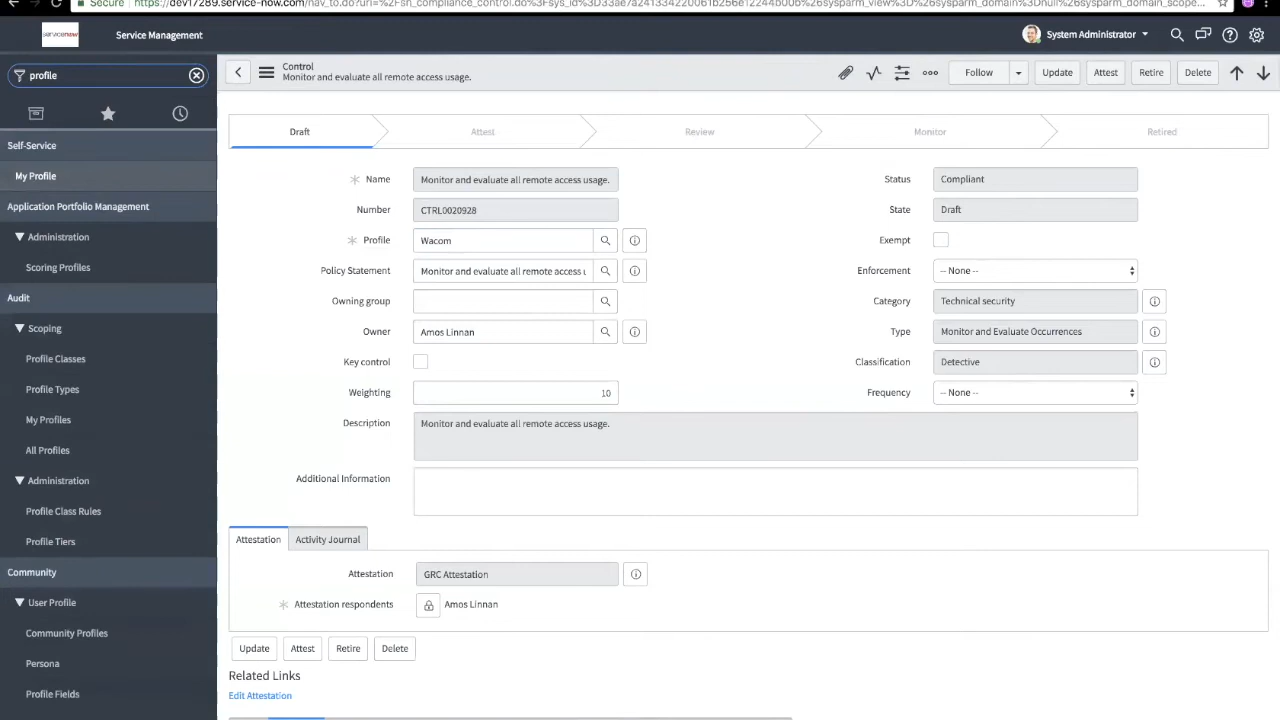 Secure
https://dev17289.service-now.com/nav_to.do?uri=%2Fsn_compliance_control.do%3Fsys_id%3D33ae7a241334220061b256e12244b00b%26sysparm_view%3D%26sysparm_domain%3Dnull%26sysparm_domain_scope...
servicenow
Service Management
System Administrator
profile
Control
Monitor and evaluate all remote access usage.
Follow
Update
Attest
Retire
Delete
Self-Service
My Profile
Application Portfolio Management
Administration
Scoring Profiles
Audit
Scoping
Profile Classes
Profile Types
My Profiles
All Profiles
Administration
Profile Class Rules
Profile Tiers
Community
User Profile
Community Profiles
Persona
Profile Fields
Draft
Attest
Review
Monitor
Retired
Name
Monitor and evaluate all remote access usage.
Number
CTRL0020928
Profile
Wacom
Policy Statement
Monitor and evaluate all remote access u
Owning group
Owner
Amos Linnan
Key control
Weighting
10
Status
Compliant
State
Draft
Exempt
Enforcement
-- None --
Category
Technical security
Type
Monitor and Evaluate Occurrences
Classification
Detective
Frequency
-- None --
Description
Monitor and evaluate all remote access usage.
Additional Information
Attestation
Activity Journal
Attestation
GRC Attestation
Attestation respondents
Amos Linnan
Update
Attest
Retire
Delete
Related Links
Edit Attestation